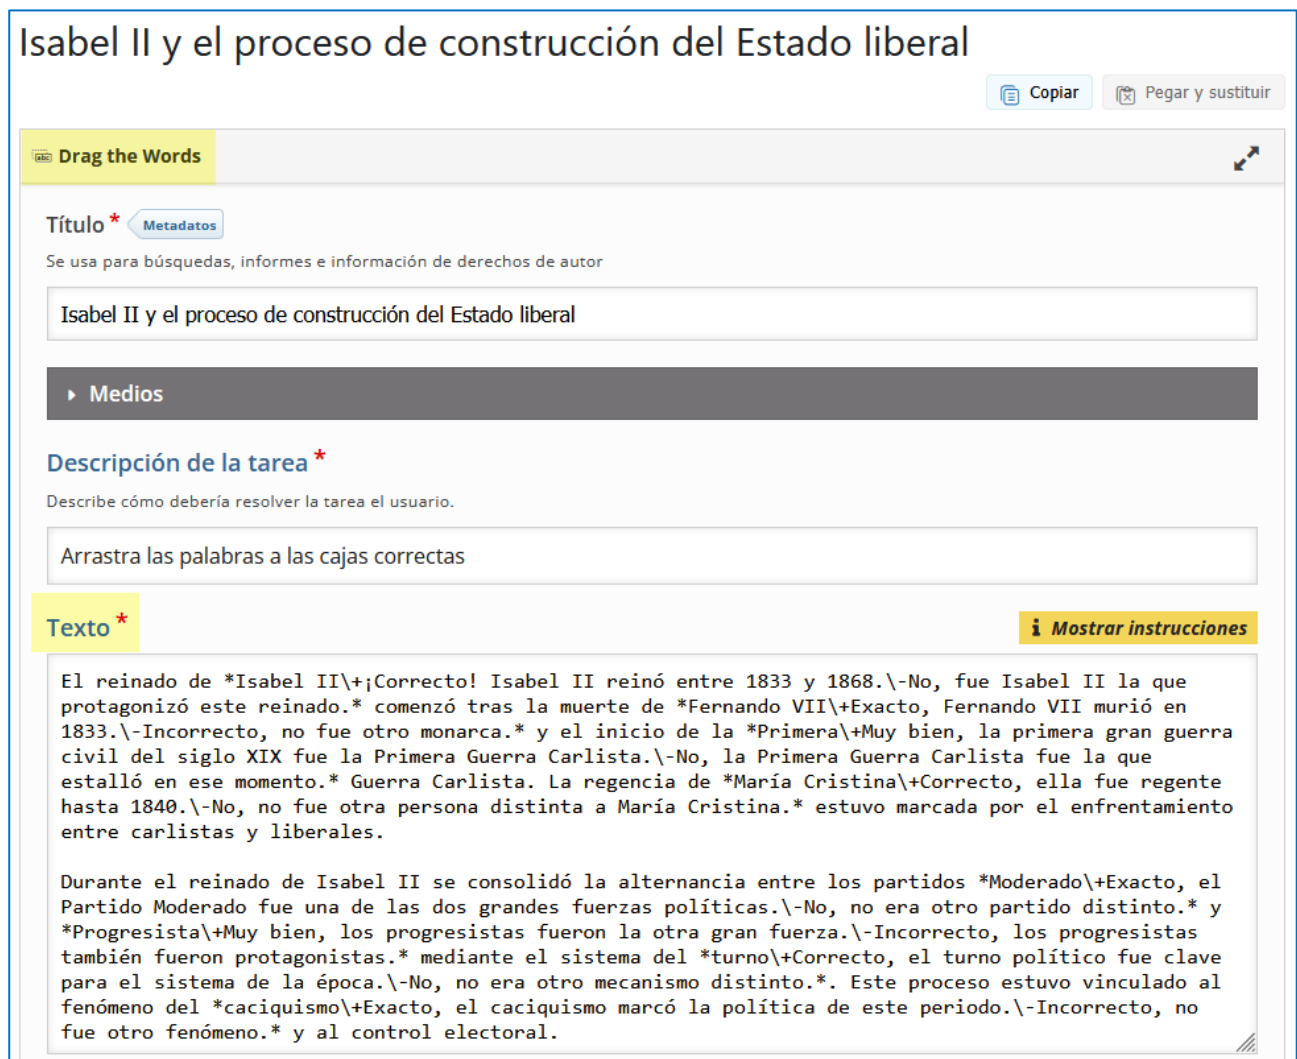 Isabel II y el proceso de construcción del Estado liberal
Copiar
Pegar y sustituir
abc Drag the Words
Título * Metadatos
Se usa para búsquedas, informes e información de derechos de autor
Isabel II y el proceso de construcción del Estado liberal
Medios
Descripción de la tarea *
Describe cómo debería resolver la tarea el usuario.
Arrastra las palabras a las cajas correctas
Texto *
i Mostrar instrucciones
El reinado de *Isabel II\+¡Correcto! Isabel II reinó entre 1833 y 1868.\-No, fue Isabel II la que
protagonizó este reinado.* comenzó tras la muerte de *Fernando VII\+Exacto, Fernando VII murió en
1833.\-Incorrecto, no fue otro monarca.* y el inicio de la *Primera\+Muy bien, la primera gran guerra
civil del siglo XIX fue la Primera Guerra Carlista.\-No, la Primera Guerra Carlista fue la que
estalló en ese momento.* Guerra Carlista. La regencia de *María Cristina\+Correcto, ella fue regente
hasta 1840.\-No, no fue otra persona distinta a María Cristina.* estuvo marcada por el enfrentamiento
entre carlistas y liberales.
Durante el reinado de Isabel II se consolidó la alternancia entre los partidos *Moderado\+Exacto, el
Partido Moderado fue una de las dos grandes fuerzas políticas.\-No, no era otro partido distinto.* y
*Progresista\+Muy bien, los progresistas fueron la otra gran fuerza.\-Incorrecto, los progresistas
también fueron protagonistas.* mediante el sistema del *turno\+Correcto, el turno político fue clave
para el sistema de la época.\-No, no era otro mecanismo distinto.*. Este proceso estuvo vinculado al
fenómeno del *caciquismo\+Exacto, el caciquismo marcó la política de este periodo.\-Incorrecto, no
fue otro fenómeno.* y al control electoral.